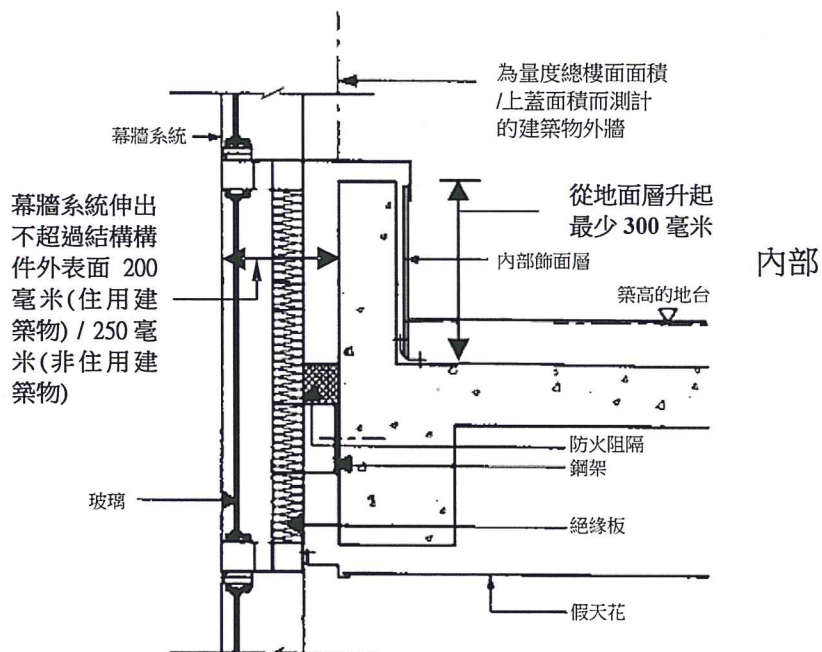 為量度總樓面面積
/上蓋面積而測計
的建築物外牆
幕牆系統
幕牆系統伸出
不超過結構構
件外表面 200
毫米(住用建
築物) / 250 毫
米(非住用建
築物)
從地面層升起
最少 300 毫米
內部飾面層
內部
築高的地台
防火阻隔
鋼架
玻璃
絕緣板
假天花